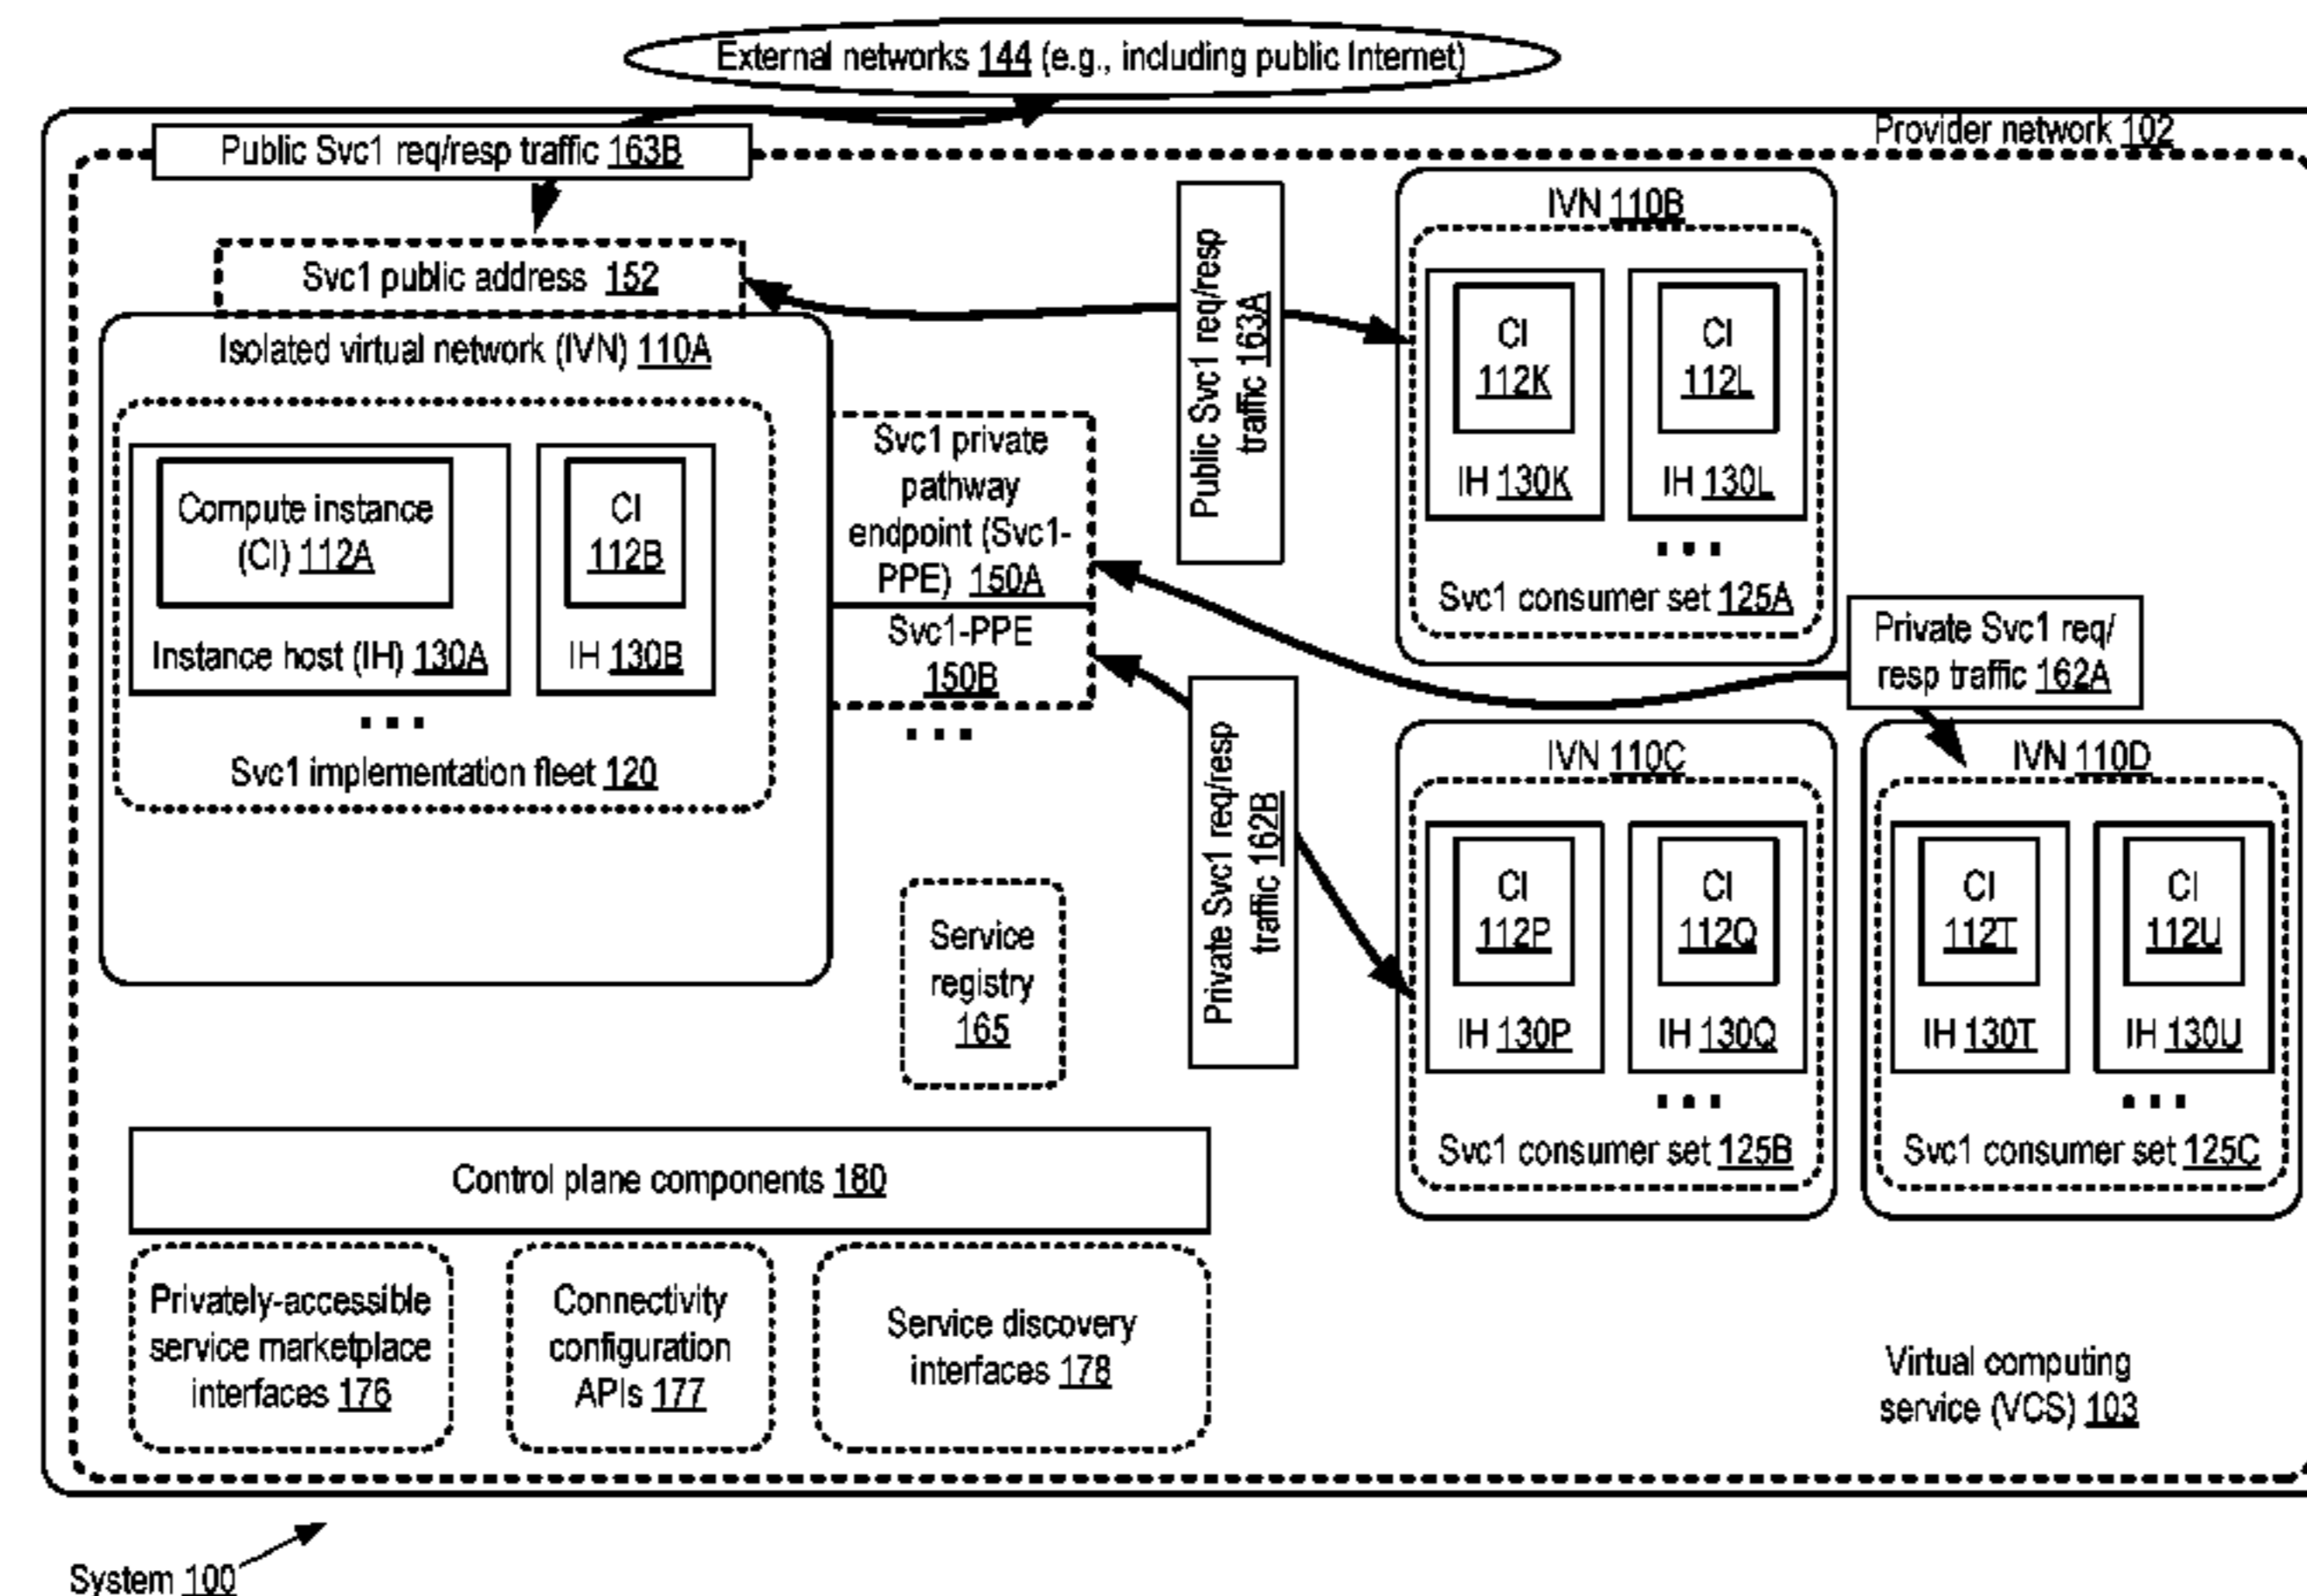 External networks 144 (e.g., including public Internet)
Provider network 102
Public Svc1 req/resp traffic 163B
Svc1 public address 152
Isolated virtual network (IVN) 110A
Compute instance
(CI) 112A
Instance host (IH) 130A
CI
112B
IH 130B
. . .
Svc1 implementation fleet 120
Svc1 private
pathway
endpoint (Svc1-
PPE) 150A
Svc1-PPE
150B
. . .
Public Svc1 req/resp
traffic 163A
IVN 110B
CI
112K
IH 130K
CI
112L
IH 130L
. . .
Svc1 consumer set 125A
Private Svc1 req/
resp traffic 162A
Private Svc1 req/resp
traffic 162B
IVN 110C
CI
112P
IH 130P
CI
112Q
IH 130Q
. . .
Svc1 consumer set 125B
IVN 110D
CI
112T
IH 130T
CI
112U
IH 130U
. . .
Svc1 consumer set 125C
Service
registry
165
Control plane components 180
Privately-accessible
service marketplace
interfaces 176
Connectivity
configuration
APIs 177
Service discovery
interfaces 178
Virtual computing
service (VCS) 103
System 100